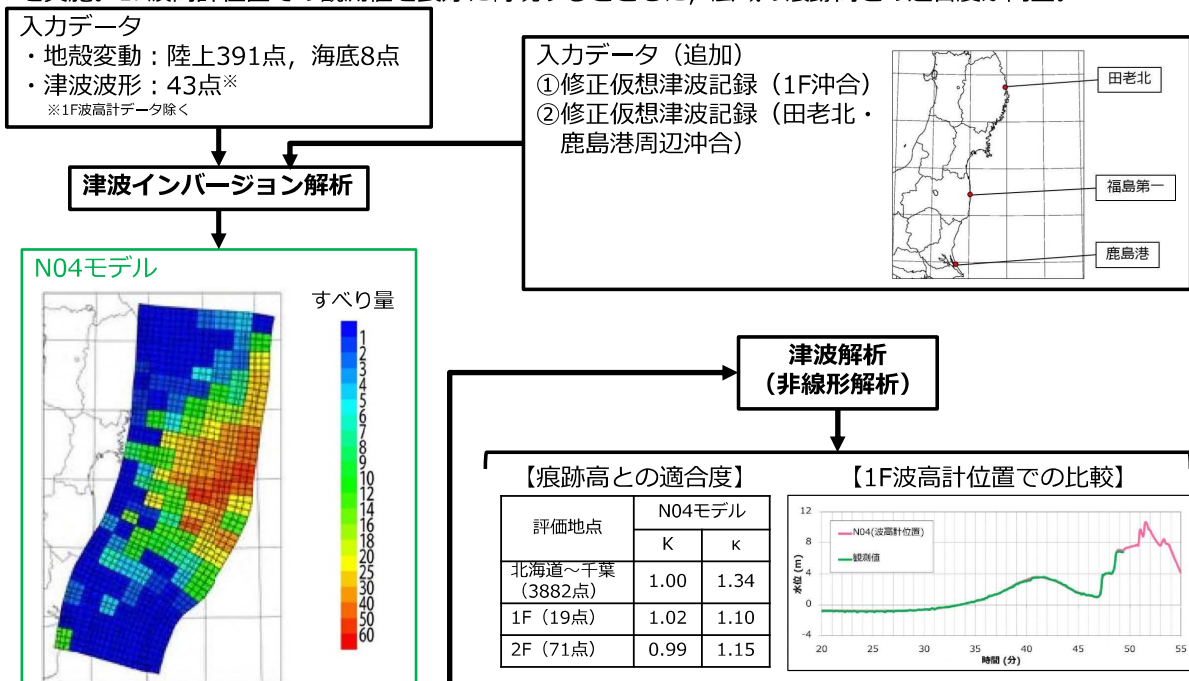 入力データ
・地殻変動：陸上391点，海底8点
・津波波形：43点※
※1F波高計データ除く
入力データ（追加）
①修正仮想津波記録（1F沖合）
②修正仮想津波記録（田老北・
鹿島港周辺沖合）
田老北
福島第一
鹿島港
津波インバージョン解析
N04モデル
すべり量
1
2
3
4
5
6
7
8
9
10
12
14
16
18
20
25
30
40
50
60
津波解析
（非線形解析）
【痕跡高との適合度】
評価地点
N04モデル
K
κ
北海道～千葉
（3882点）
1.00
1.34
1F（19点）
1.02
1.10
2F（71点）
0.99
1.15
【1F波高計位置での比較】
N04(波高計位置)
観測値
水位 (m)
12
8
4
0
-4
20
25
30
35
40
45
50
55
時間 (分)